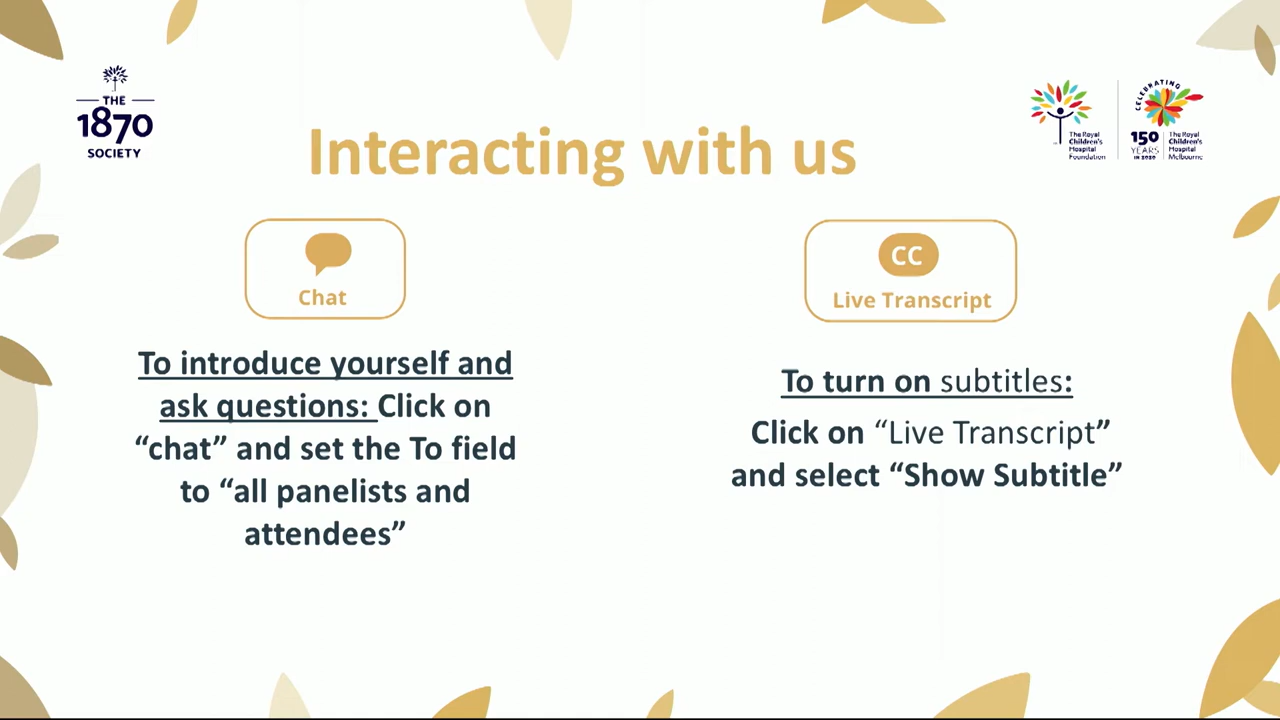 THE
1870
SOCIETY
The Royal
Children's
Hospital
Foundation
CELEBRATING
150
YEARS
IN 2020
The Royal
Children's
Hospital
Melbourne
Interacting with us
Chat
To introduce yourself and
ask questions: Click on
“chat” and set the To field
to “all panelists and
attendees”
CC
Live Transcript
To turn on subtitles:
Click on “Live Transcript”
and select “Show Subtitle”